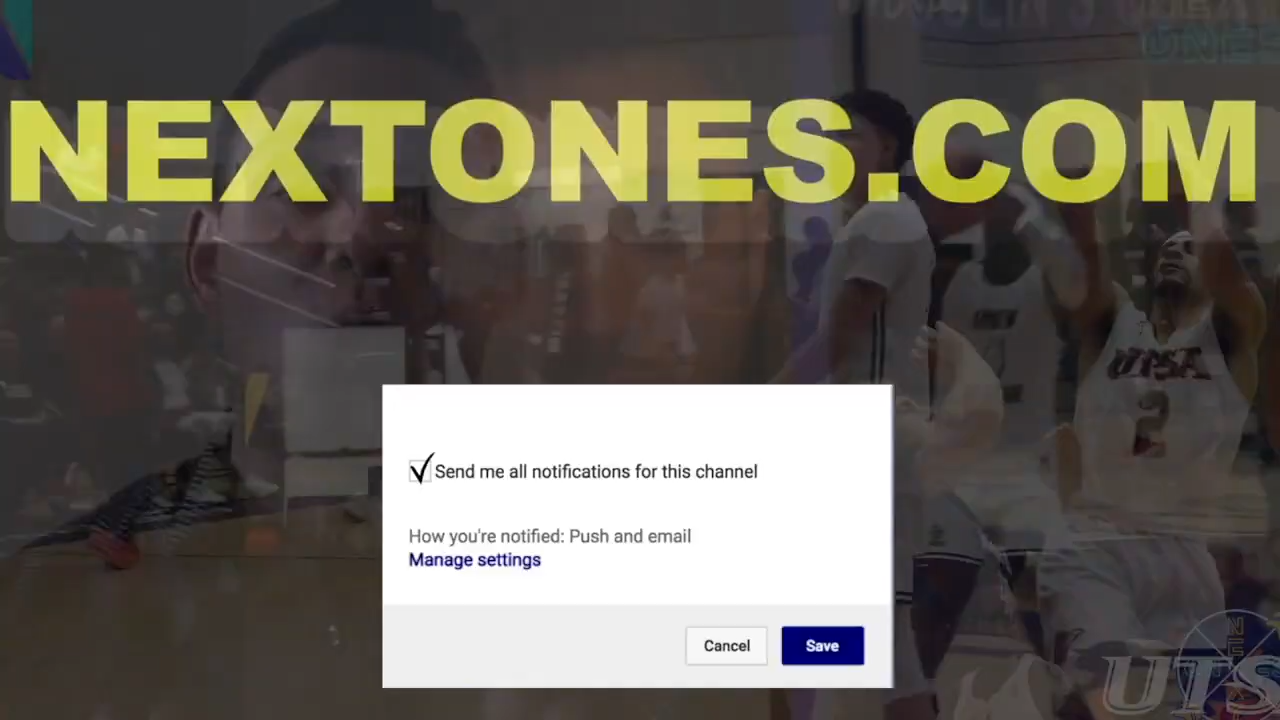 NEXTONES.COM
UTSA
2
Send me all notifications for this channel
How you're notified: Push and email
Manage settings
Cancel
Save
UTS